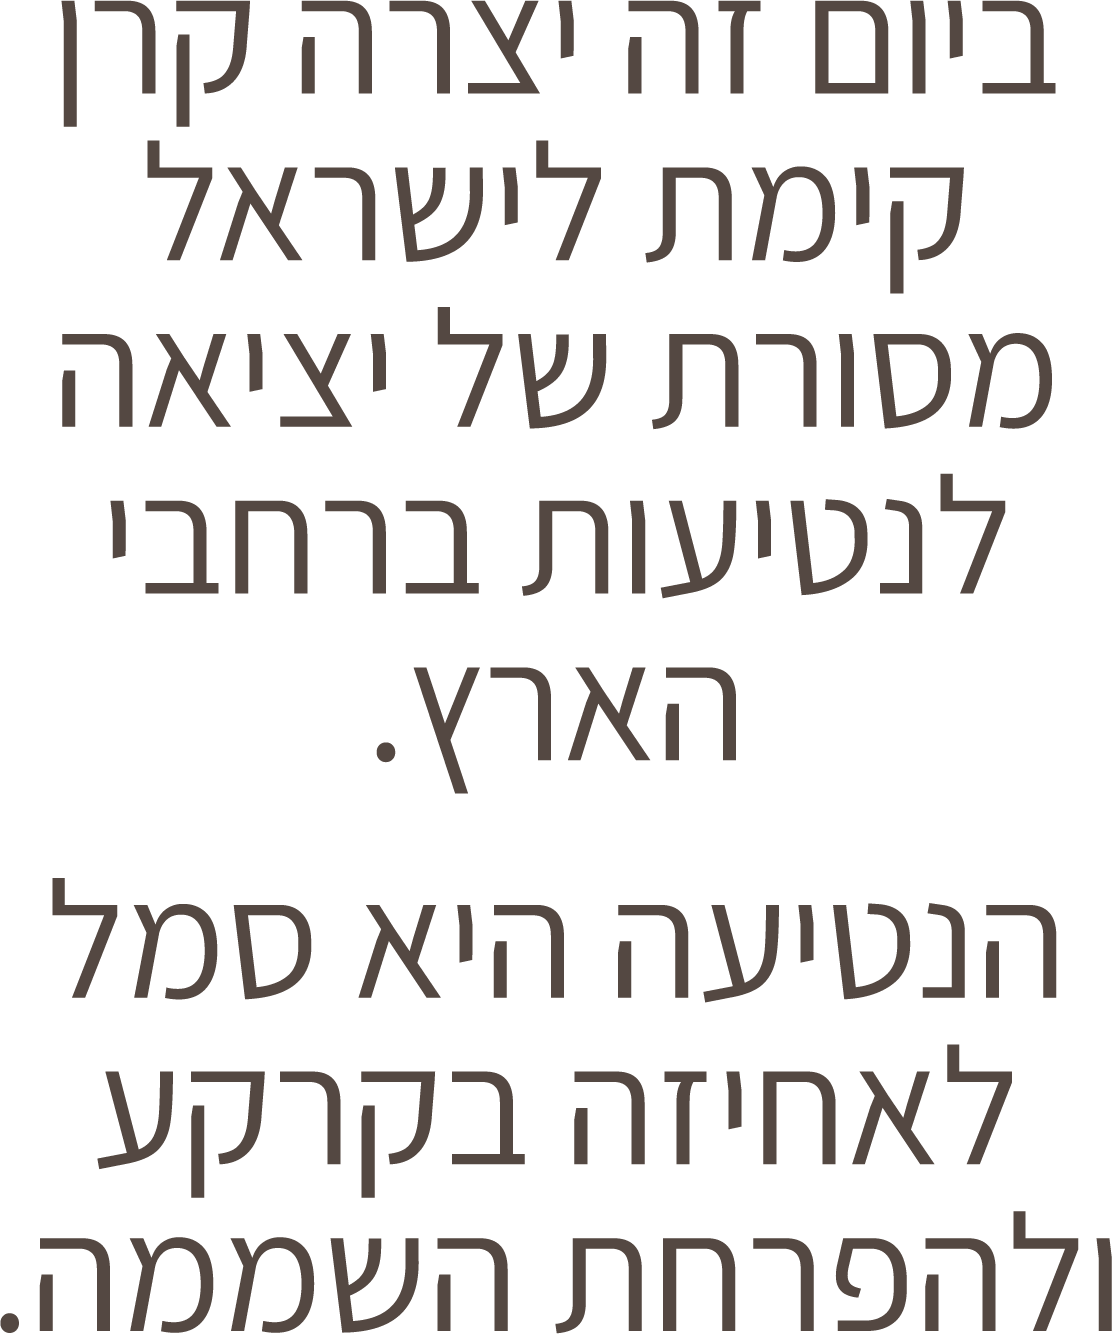 ביום זה יצרה קרן
קימת לישראל
מסורת של יציאה
לנטיעות ברחבי
הארץ.
הנטיעה היא סמל
לאחיזה בקרקע
ולהפרחת השממה.